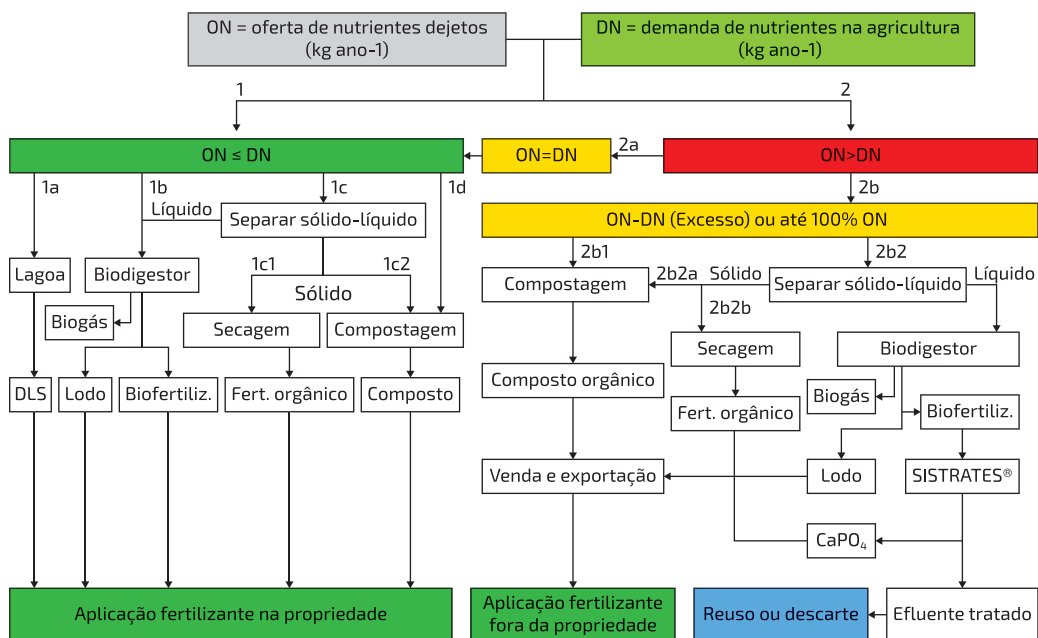 ON = oferta de nutrientes dejetos
(kg ano-1)
DN = demanda de nutrientes na agricultura
(kg ano-1)
1
2
ON ≤ DN
ON=DN
2a
ON>DN
1a
1b
1c
1d
2b
Líquido
Separar sólido-líquido
ON-DN (Excesso) ou até 100% ON
2b1
2b2
Lagoa
Biodigestor
1c1
1c2
Sólido
Compostagem
2b2a
Sólido
Separar sólido-líquido
Líquido
2b2b
Biogás
Secagem
Compostagem
Secagem
Biodigestor
DLS
Lodo
Biofertiliz.
Fert. orgânico
Composto
Composto orgânico
Fert. orgânico
Biogás
Biofertiliz.
Venda e exportação
Lodo
SISTRATES®
CaPO₄
Aplicação fertilizante na propriedade
Aplicação fertilizante
fora da propriedade
Reuso ou descarte
Efluente tratado